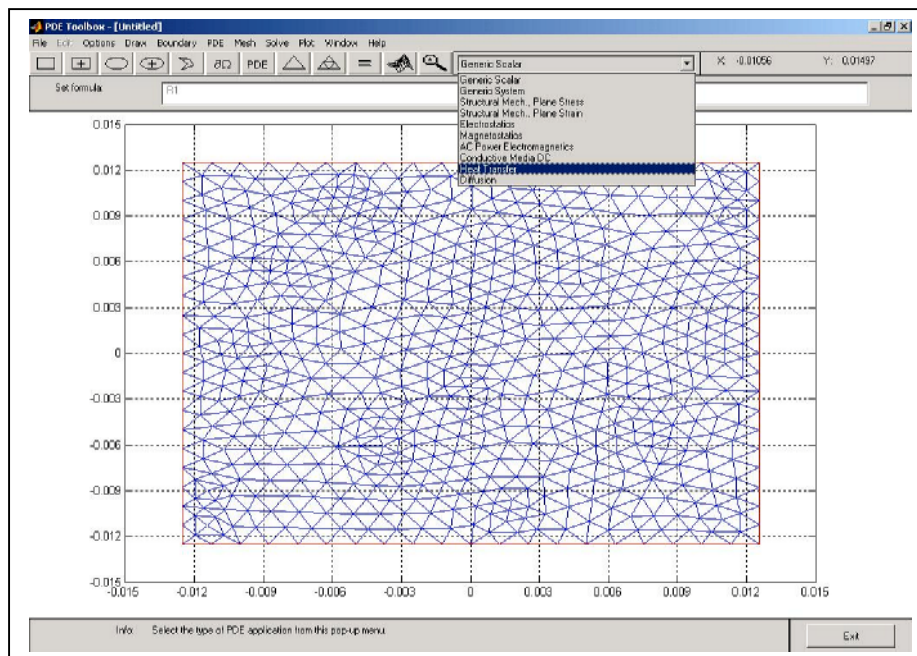 PDE Toolbox - [Untitled]
File Edit Options Draw Boundary PDE Mesh Solve Plot Window Help
∂Ω PDE = Generic Scalar X: -0.01056 Y: 0.01497
Set formula: R1
Generic Scalar
Generic System
Structural Mech., Plane Stress
Structural Mech., Plane Strain
Electrostatics
Magnetostatics
AC Power Electromagnetics
Conductive Media DC
Heat Transfer
Diffusion
0.015
0.012
0.009
0.006
0.003
0
-0.003
-0.006
-0.009
-0.012
-0.015
-0.015 -0.012 -0.009 -0.006 -0.003 0 0.003 0.006 0.009 0.012 0.015
Info: Select the type of PDE application from this pop-up menu. Exit